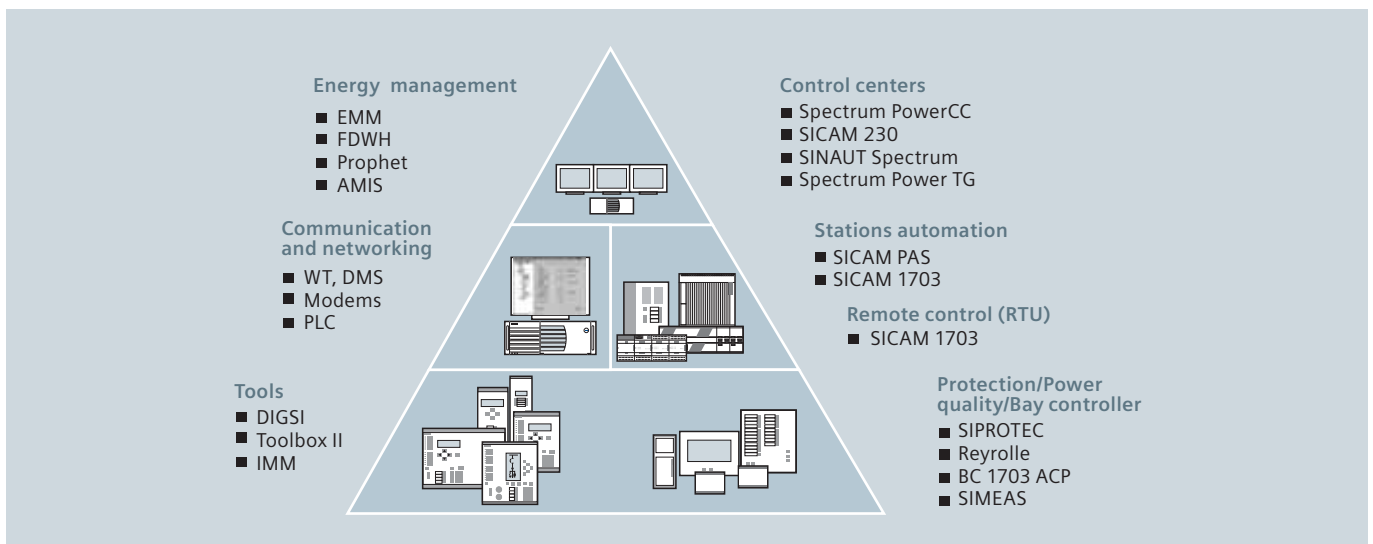 Energy management
■ EMM
■ FDWH
■ Prophet
■ AMIS
Communication
and networking
■ WT, DMS
■ Modems
■ PLC
Tools
■ DIGSI
■ Toolbox II
■ IMM
Control centers
■ Spectrum PowerCC
■ SICAM 230
■ SINAUT Spectrum
■ Spectrum Power TG
Stations automation
■ SICAM PAS
■ SICAM 1703
Remote control (RTU)
■ SICAM 1703
Protection/Power
quality/Bay controller
■ SIPROTEC
■ Reyrolle
■ BC 1703 ACP
■ SIMEAS